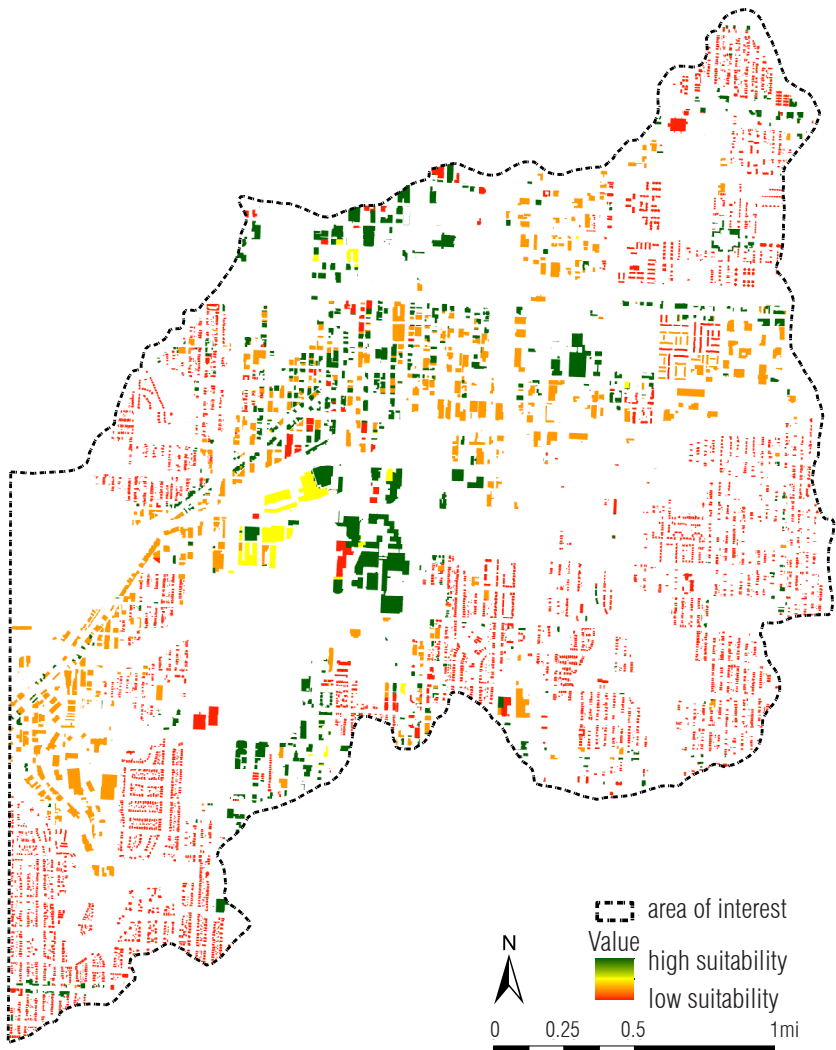 area of interest
Value
high suitability
low suitability
N
0 0.25 0.5 1mi